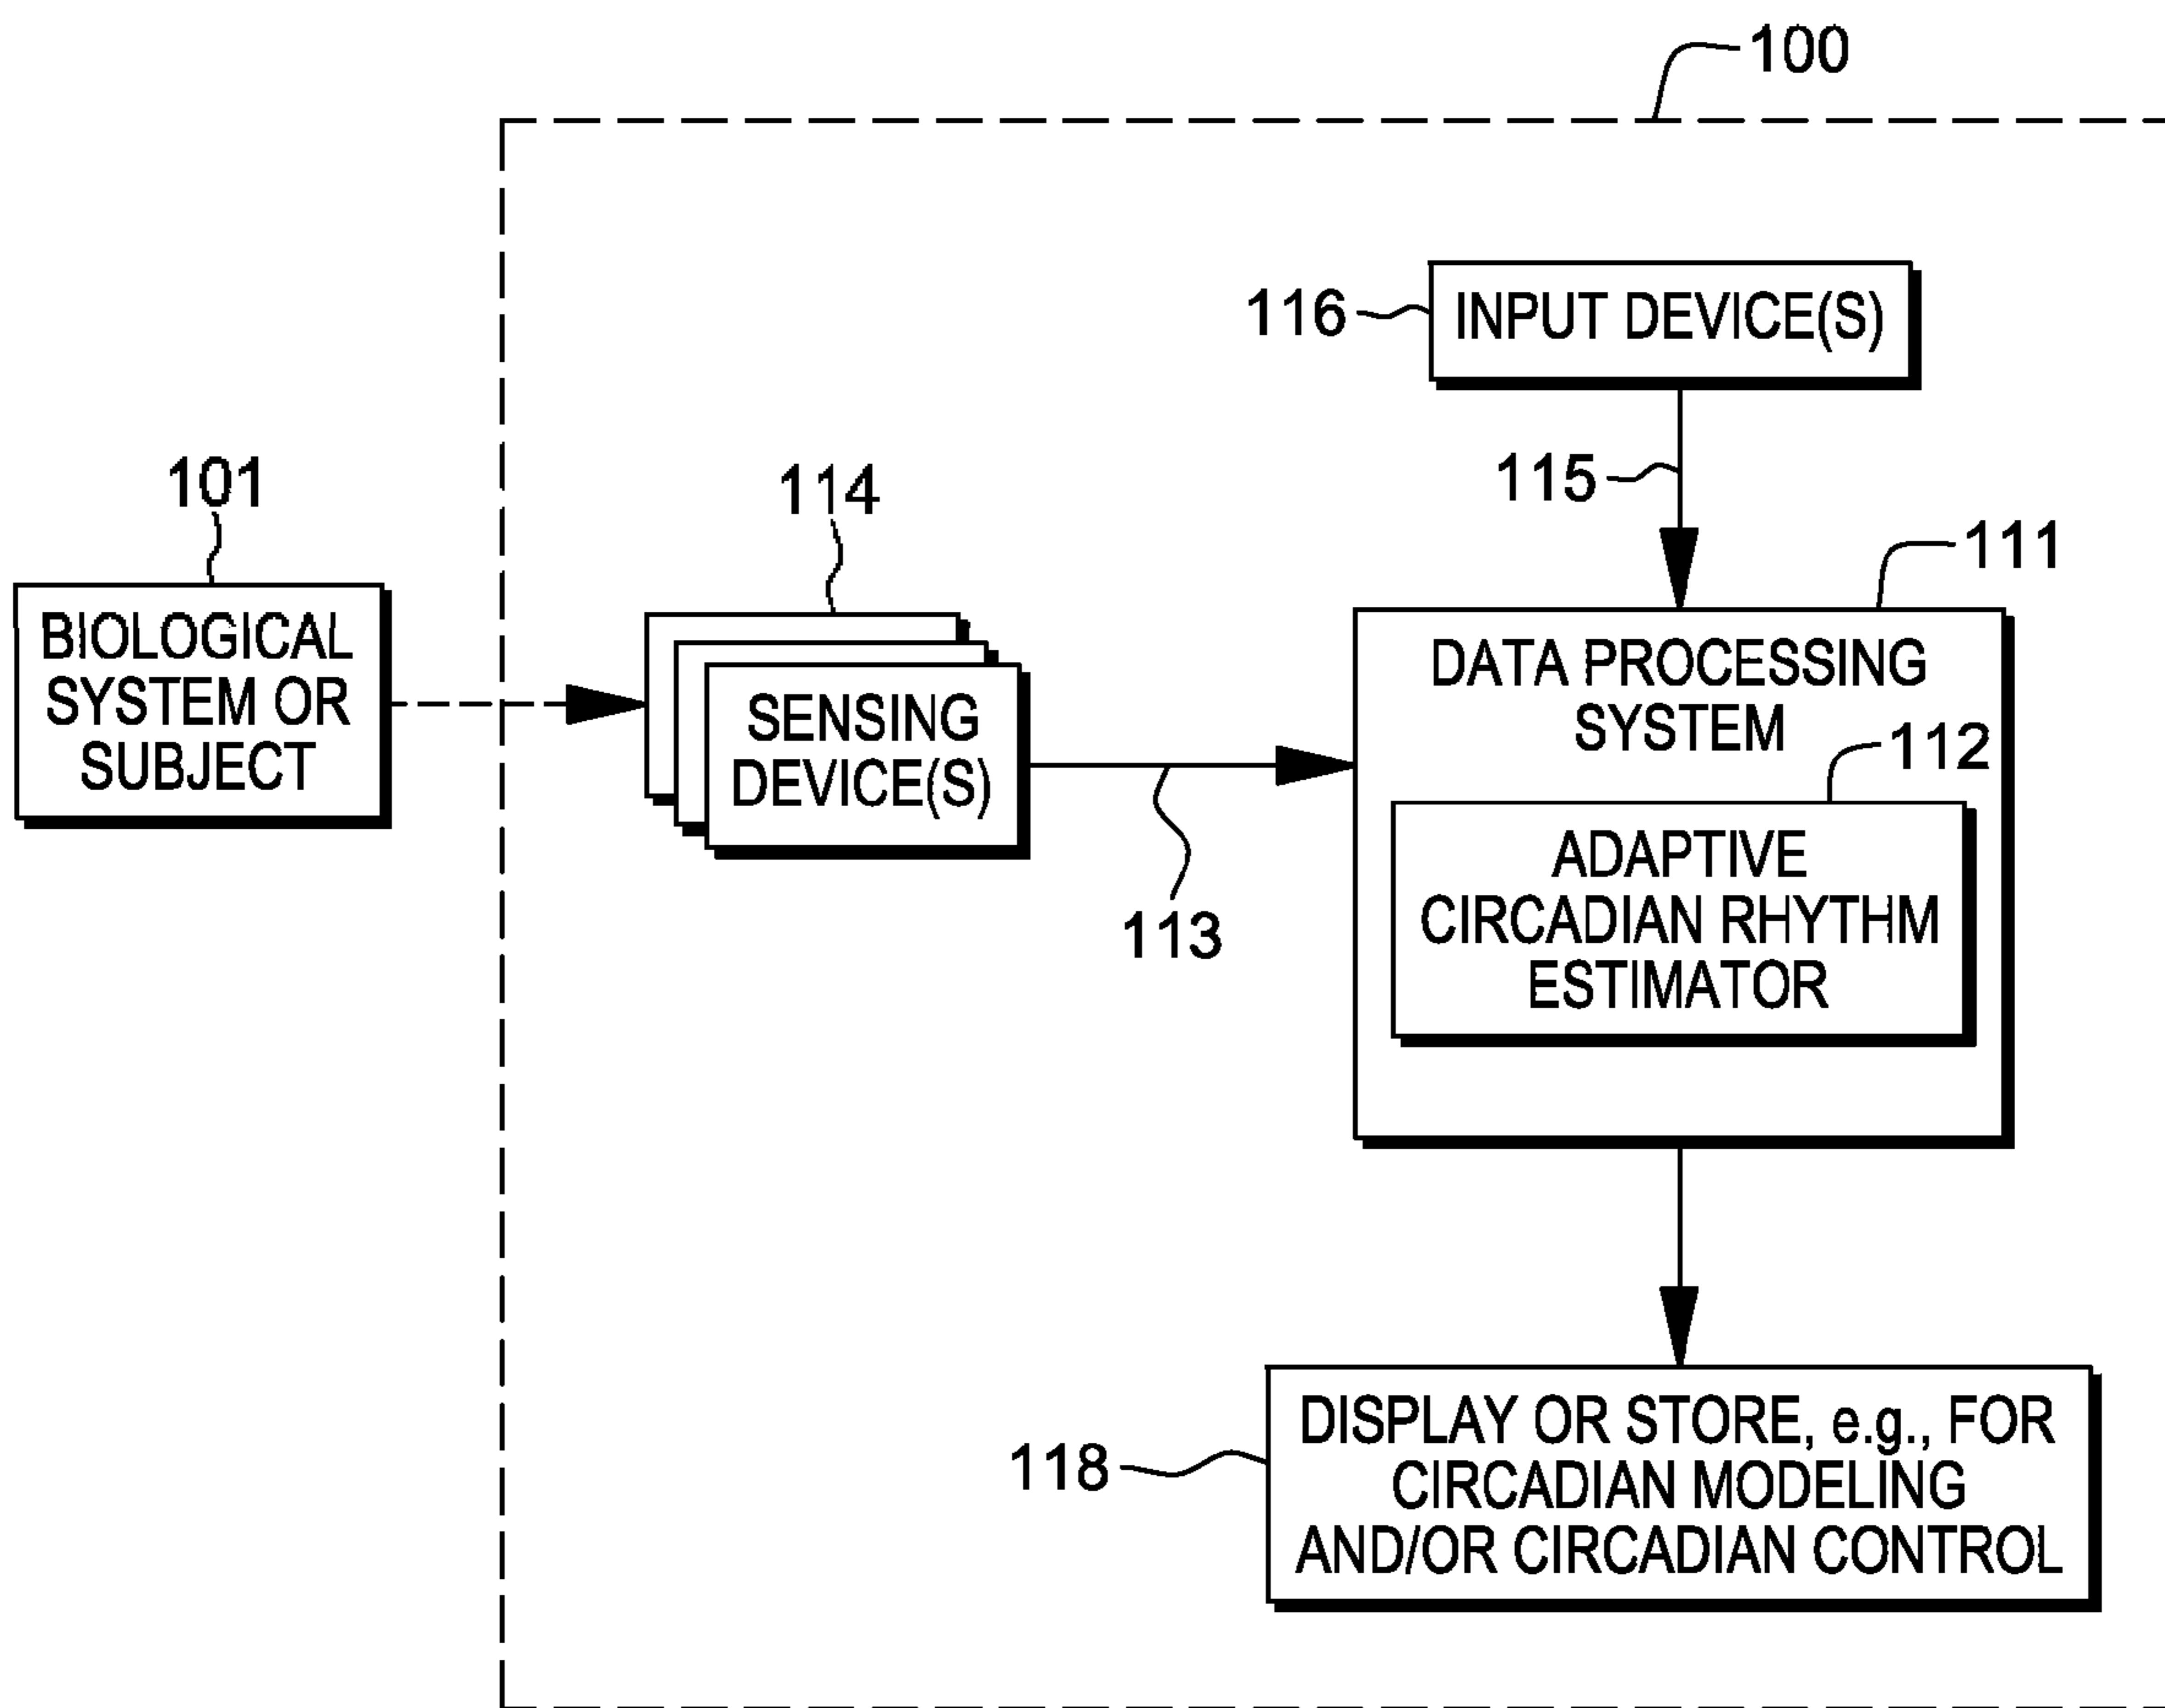 100
116
INPUT DEVICE(S)
115
101
114
111
BIOLOGICAL
SYSTEM OR
SUBJECT
SENSING
DEVICE(S)
DATA PROCESSING
SYSTEM
112
113
ADAPTIVE
CIRCADIAN RHYTHM
ESTIMATOR
118
DISPLAY OR STORE, e.g., FOR
CIRCADIAN MODELING
AND/OR CIRCADIAN CONTROL